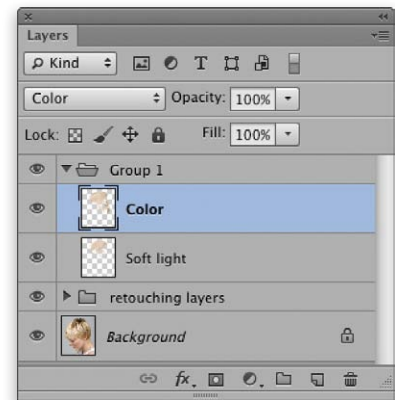 Layers
Kind
Color Opacity: 100%
Lock: Fill: 100%
Group 1
Color
Soft light
retouching layers
Background
fx